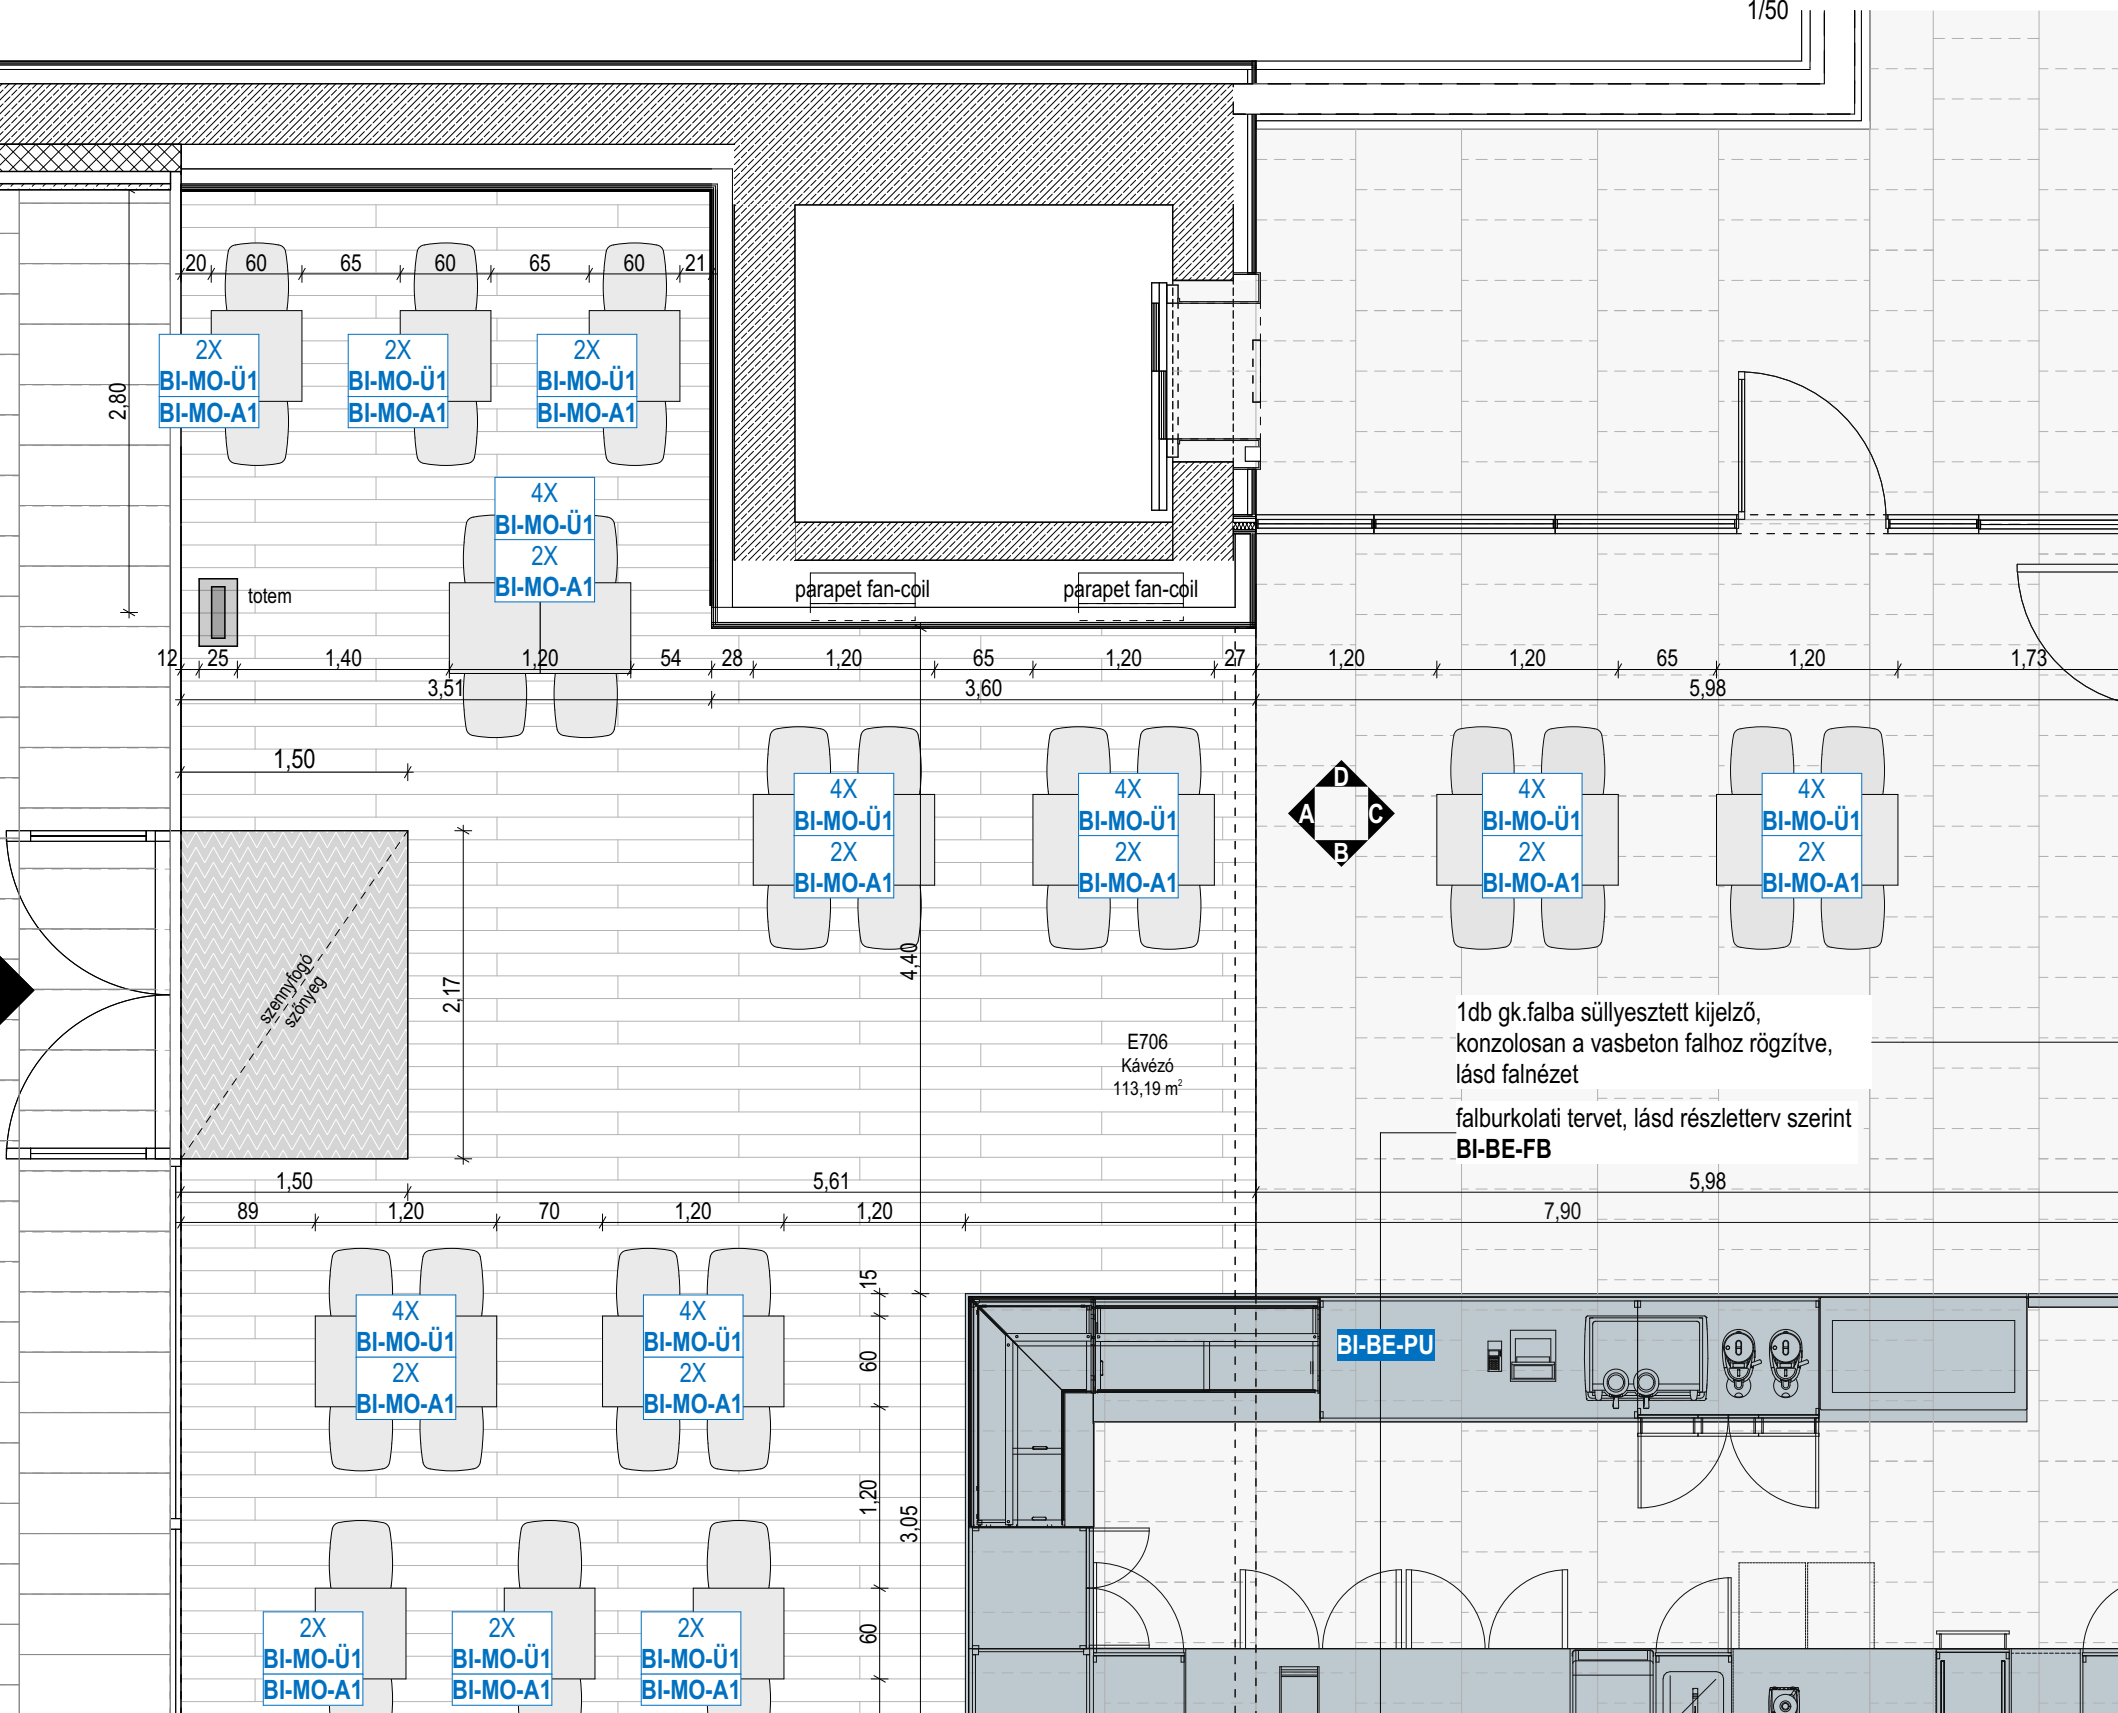 1/50
20 60 65 60 65 60 21
2X
BI-MO-Ü1
BI-MO-A1
2X
BI-MO-Ü1
BI-MO-A1
2X
BI-MO-Ü1
BI-MO-A1
2,80
4X
BI-MO-Ü1
2X
BI-MO-A1
totem
parapet fan-coil
parapet fan-coil
12 25 1,40 1,20 54 28 1,20 65 1,20 27 1,20 1,20 65 1,20 1,73
3,51 3,60 5,98
1,50
4X
BI-MO-Ü1
2X
BI-MO-A1
4X
BI-MO-Ü1
2X
BI-MO-A1
D
A
C
B
4X
BI-MO-Ü1
2X
BI-MO-A1
4X
BI-MO-Ü1
2X
BI-MO-A1
szennyfogó
szőnyeg
2,17
4,40
E706
Kávézó
113,19 m²
1db gk.falba süllyesztett kijelző,
konzolosan a vasbeton falhoz rögzítve,
lásd falnézet
falburkolati tervet, lásd részletterv szerint
BI-BE-FB
1,50 5,61 5,98
89 1,20 70 1,20 1,20 7,90
15
60
1,20
3,05
60
4X
BI-MO-Ü1
2X
BI-MO-A1
4X
BI-MO-Ü1
2X
BI-MO-A1
BI-BE-PU
2X
BI-MO-Ü1
BI-MO-A1
2X
BI-MO-Ü1
BI-MO-A1
2X
BI-MO-Ü1
BI-MO-A1